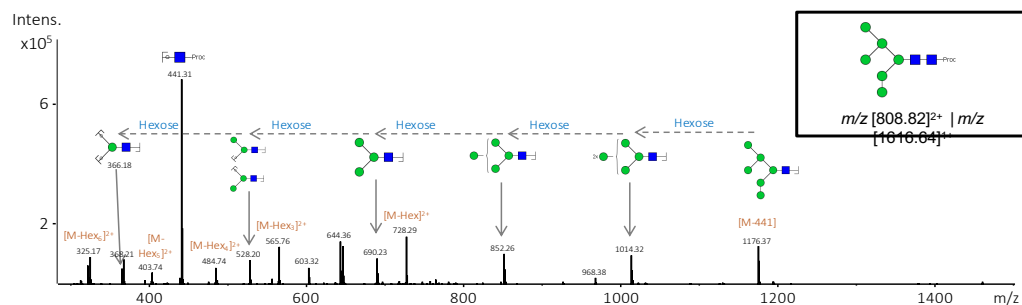 Intens.
x10⁵
6
2
Proc
441.31
Hexose
Hexose
Hexose
Hexose
Hexose
Proc
m/z [808.82]²⁺ | m/z
[1616.64]¹⁺
366.18
[M-Hex₆]²⁺
325.17
368.21
[M-
Hex₅]²⁺
403.74
[M-Hex₄]²⁺
484.74
528.20
[M-Hex₃]²⁺
565.76
603.32
644.36
690.23
[M-Hex]²⁺
728.29
852.26
968.38
1014.32
[M-441]
1176.37
400
600
800
1000
1200
1400
m/z